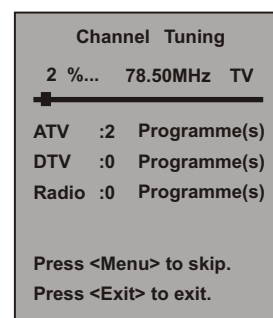 Channel Tuning
2 %... 78.50MHz TV
ATV :2 Programme(s)
DTV :0 Programme(s)
Radio :0 Programme(s)
Press <Menu> to skip.
Press <Exit> to exit.